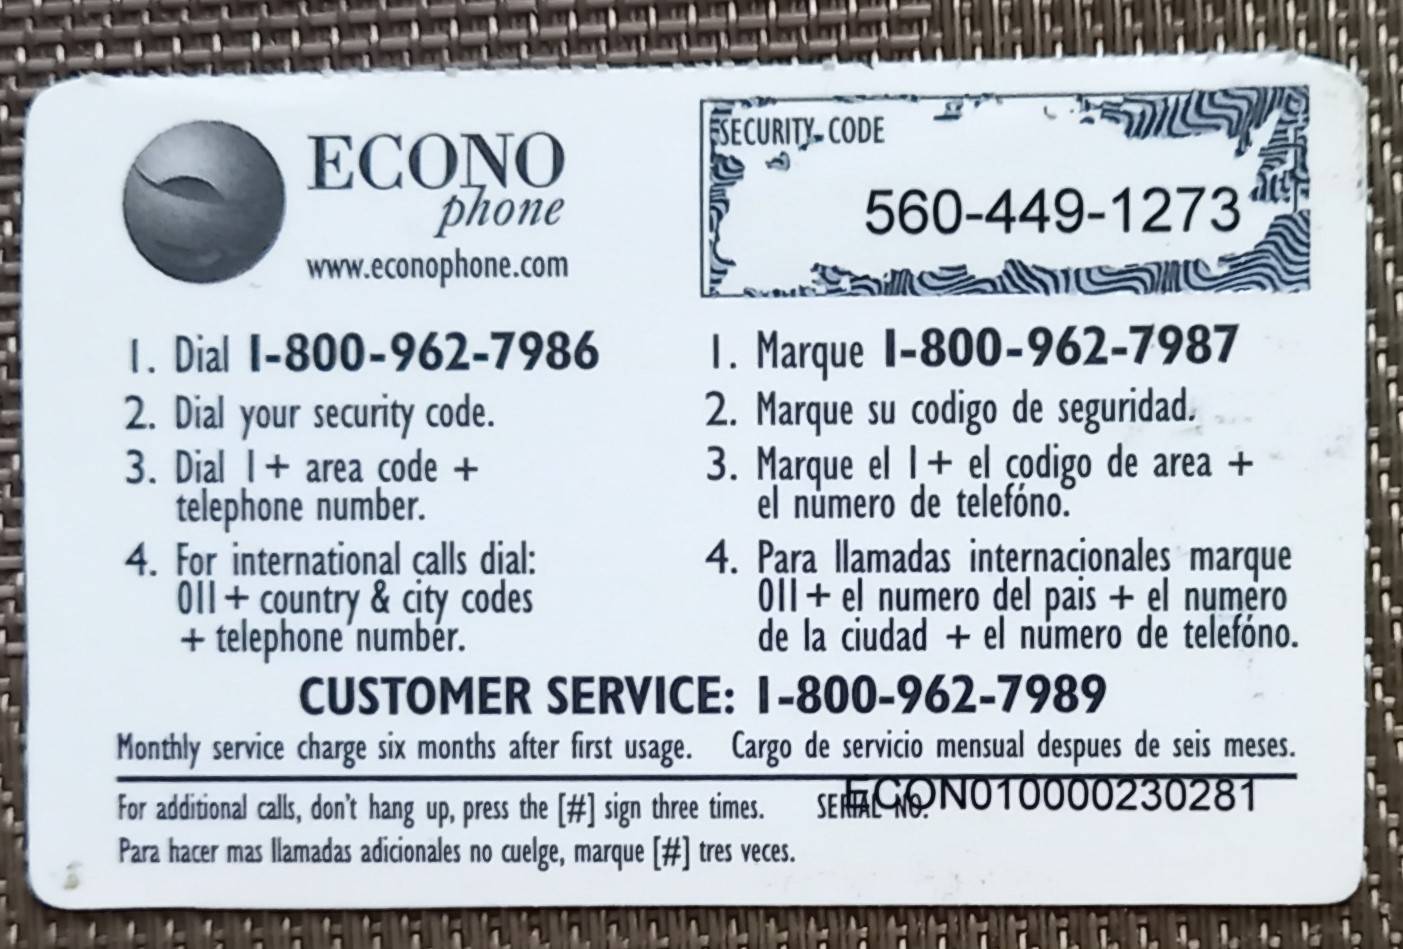 ECONO
phone
www.econophone.com
SECURITY CODE
560-449-1273
1. Dial 1-800-962-7986
2. Dial your security code.
3. Dial 1+ area code +
telephone number.
4. For international calls dial:
011+ country & city codes
+ telephone number.
1. Marque 1-800-962-7987
2. Marque su codigo de seguridad.
3. Marque el 1+ el codigo de area +
el número de telefóno.
4. Para llamadas internacionales marque
011+ el numero del pais + el numero
de la ciudad + el número de telefóno.
CUSTOMER SERVICE: 1-800-962-7989
Monthly service charge six months after first usage. Cargo de servicio mensual despues de seis meses.
For additional calls, don't hang up, press the [#] sign three times. SERIAL NO. ECON010000230281
Para hacer mas llamadas adicionales no cuelge, marque [#] tres veces.